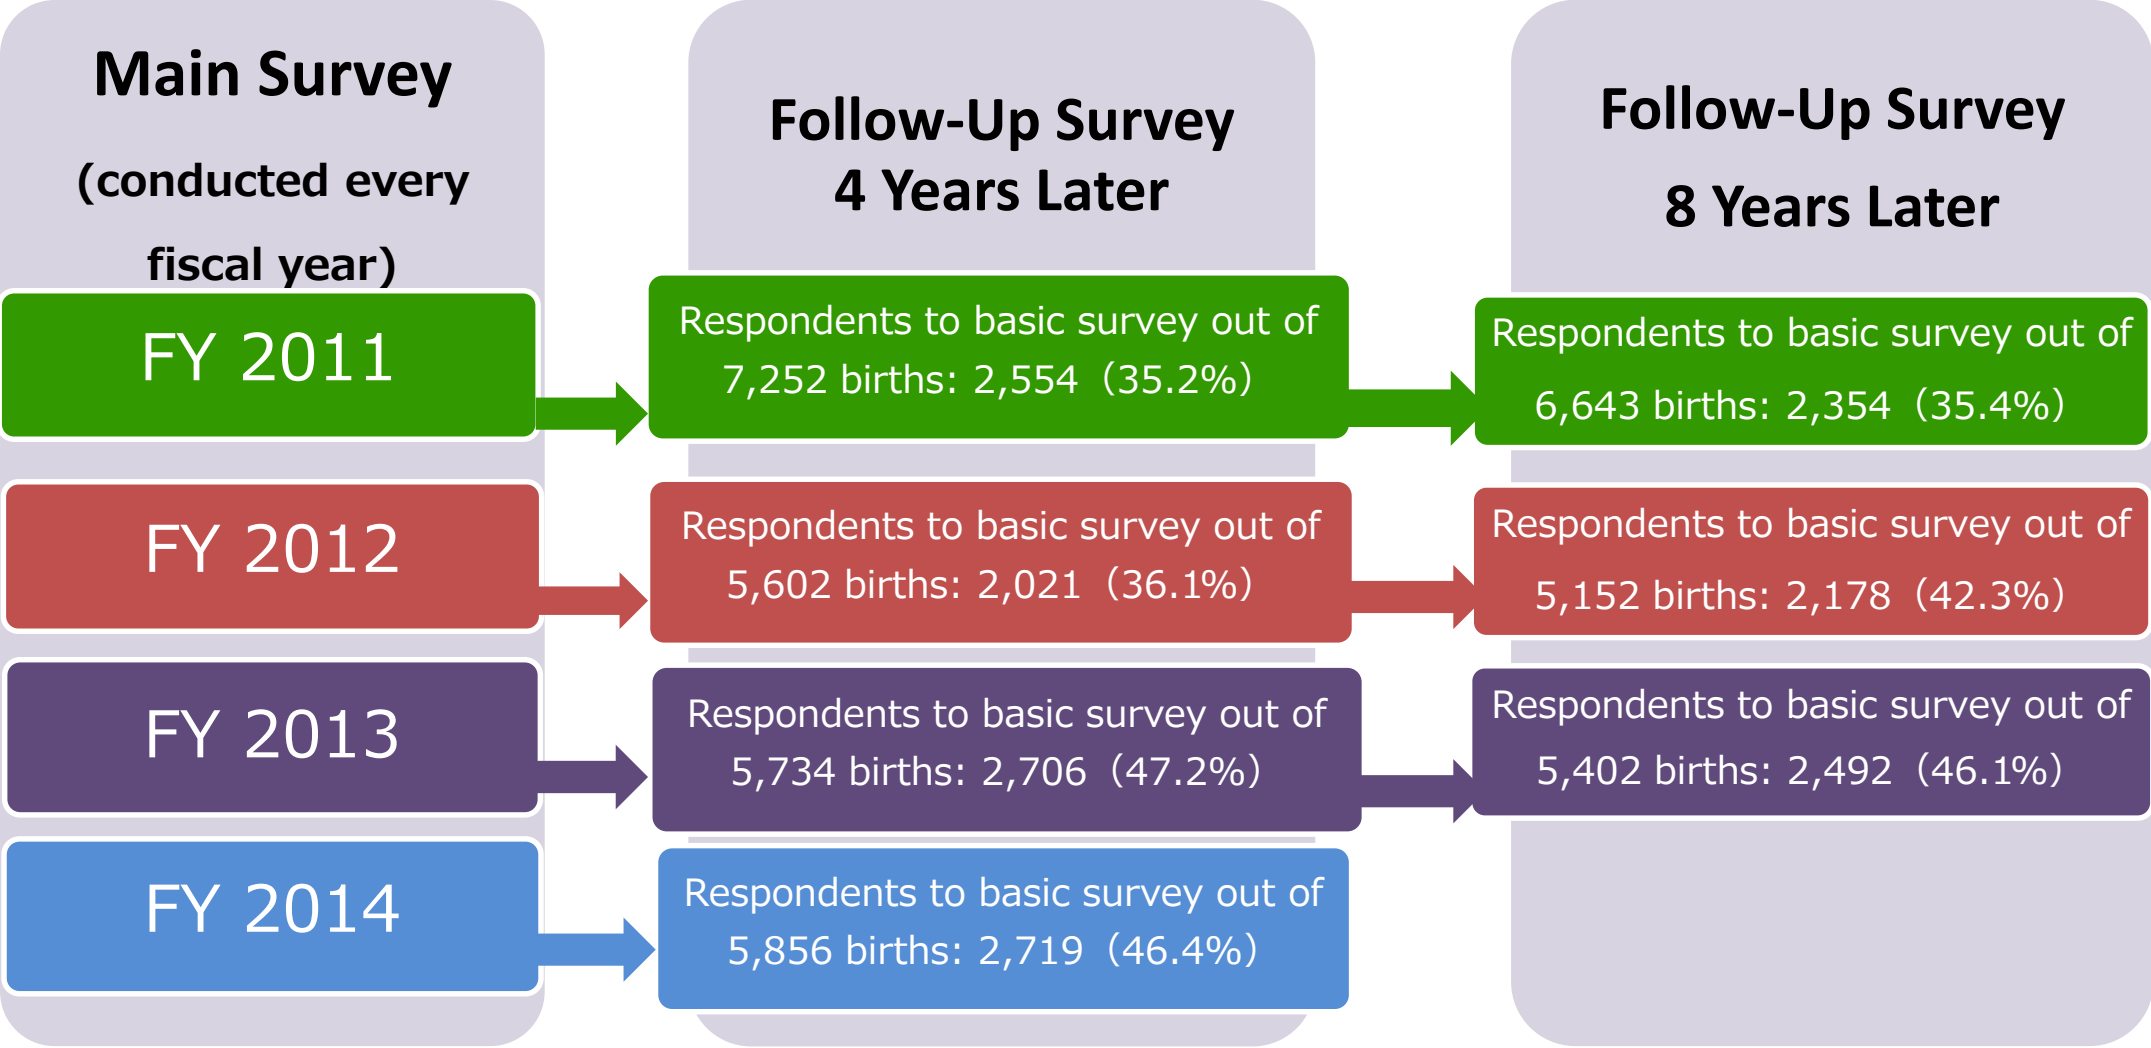 Main Survey
(conducted every
fiscal year)
FY 2011
FY 2012
FY 2013
FY 2014
Follow-Up Survey
4 Years Later
Respondents to basic survey out of
7,252 births: 2,554（35.2%）
Respondents to basic survey out of
5,602 births: 2,021（36.1%）
Respondents to basic survey out of
5,734 births: 2,706（47.2%）
Respondents to basic survey out of
5,856 births: 2,719（46.4%）
Follow-Up Survey
8 Years Later
Respondents to basic survey out of
6,643 births: 2,354（35.4%）
Respondents to basic survey out of
5,152 births: 2,178（42.3%）
Respondents to basic survey out of
5,402 births: 2,492（46.1%）